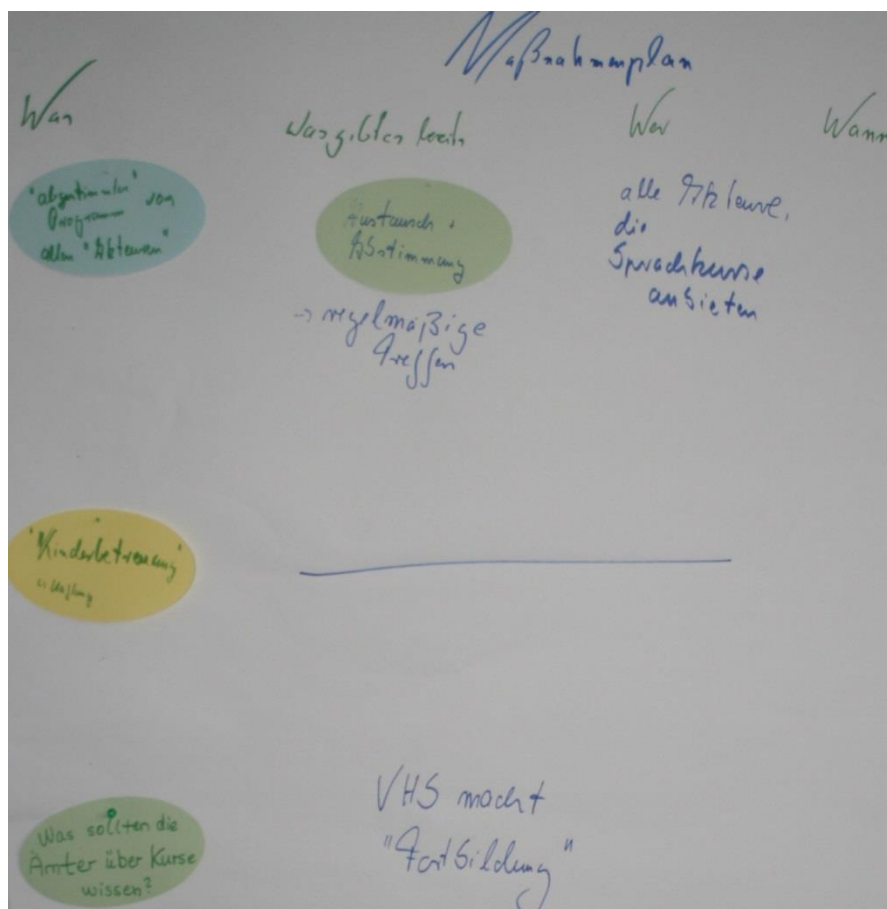 Maßnahmenplan
Was
Was gibt es bereits
Wer
Wann
"abgestimmtes" von
Programm
allen "Akteuren"
Austausch +
Abstimmung
→ regelmäßige
Treffen
alle Akteure,
die
Sprachkurse
anbieten
"Kinderbetreuung"
VHS macht
"Fortbildung"
Was sollten die
Ämter über Kurse
wissen?